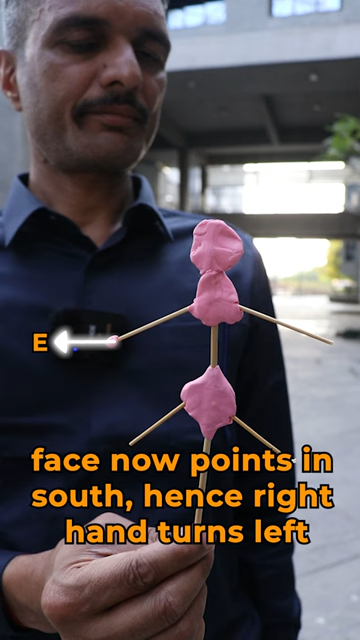 E
face now points in
south, hence right
hand turns left